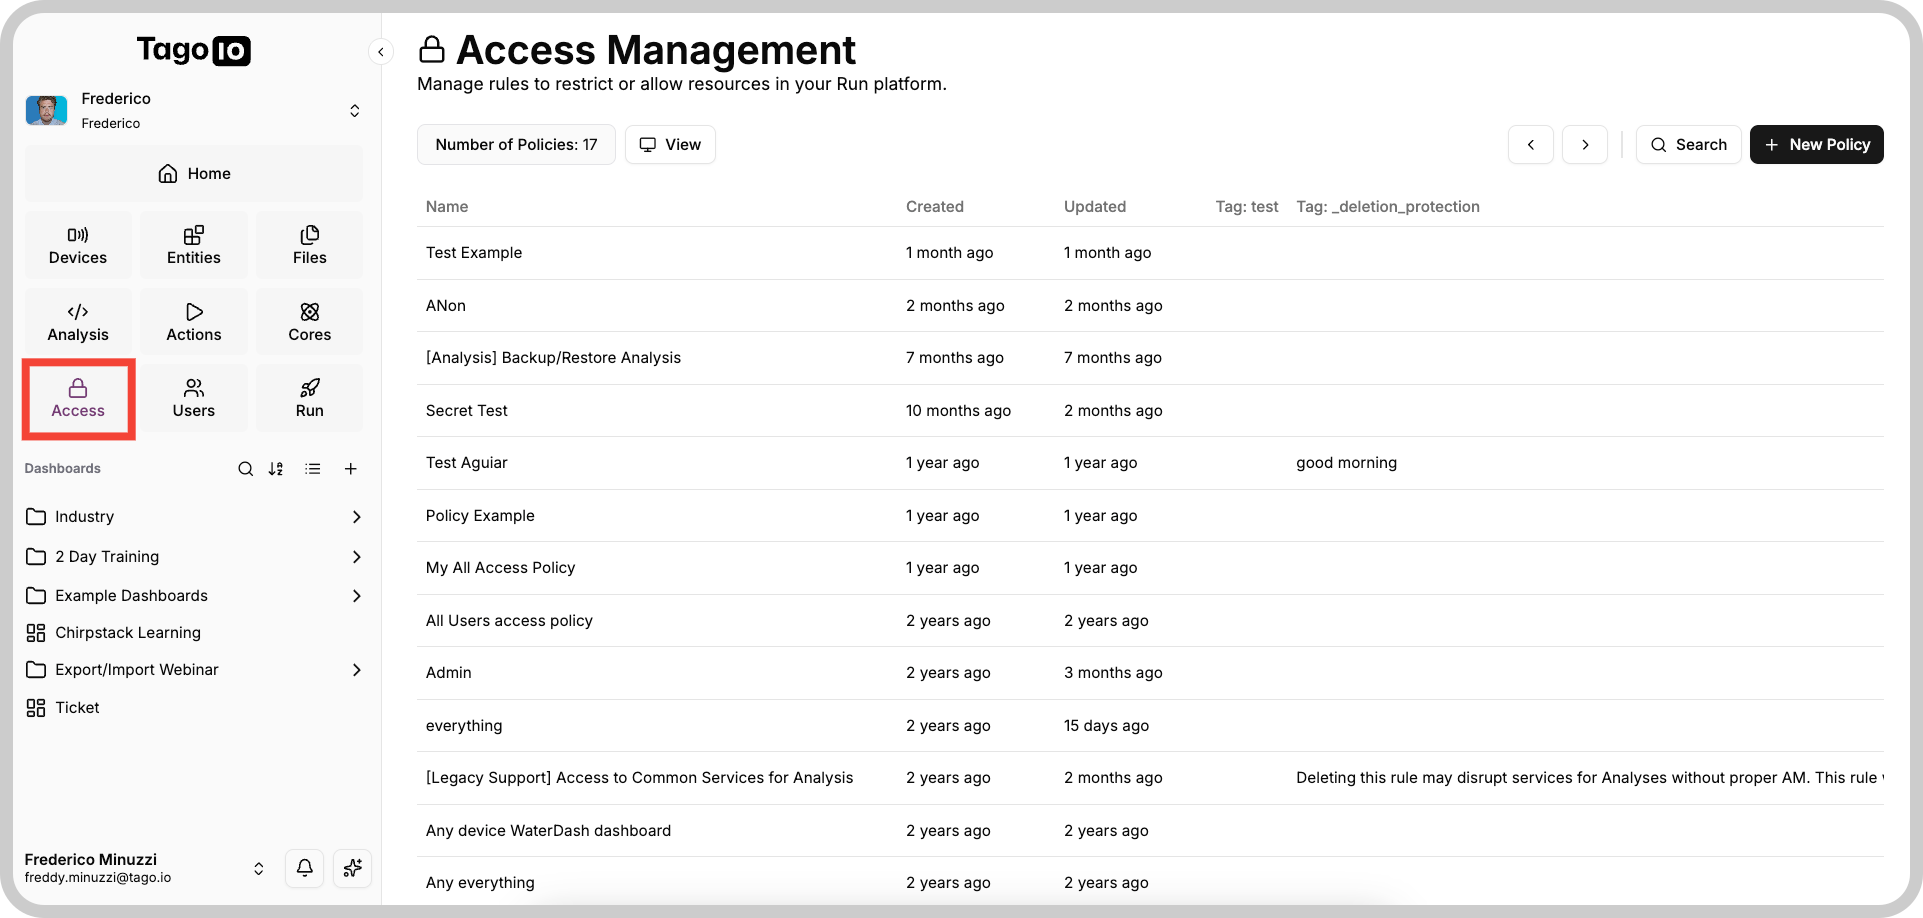 Tago IO
Frederico
Frederico
Home
Devices
Entities
Files
Analysis
Actions
Cores
Access
Users
Run
Dashboards
Industry
2 Day Training
Example Dashboards
Chirpstack Learning
Export/Import Webinar
Ticket
Frederico Minuzzi
freddy.minuzzi@tago.io
Access Management
Manage rules to restrict or allow resources in your Run platform.
Number of Policies: 17
View
Search
New Policy
Name Created Updated Tag: test Tag: _deletion_protection
Test Example 1 month ago 1 month ago
ANon 2 months ago 2 months ago
[Analysis] Backup/Restore Analysis 7 months ago 7 months ago
Secret Test 10 months ago 2 months ago
Test Aguiar 1 year ago 1 year ago good morning
Policy Example 1 year ago 1 year ago
My All Access Policy 1 year ago 1 year ago
All Users access policy 2 years ago 2 years ago
Admin 2 years ago 3 months ago
everything 2 years ago 15 days ago
[Legacy Support] Access to Common Services for Analysis 2 years ago 2 months ago Deleting this rule may disrupt services for Analyses without proper AM. This rule
Any device WaterDash dashboard 2 years ago 2 years ago
Any everything 2 years ago 2 years ago